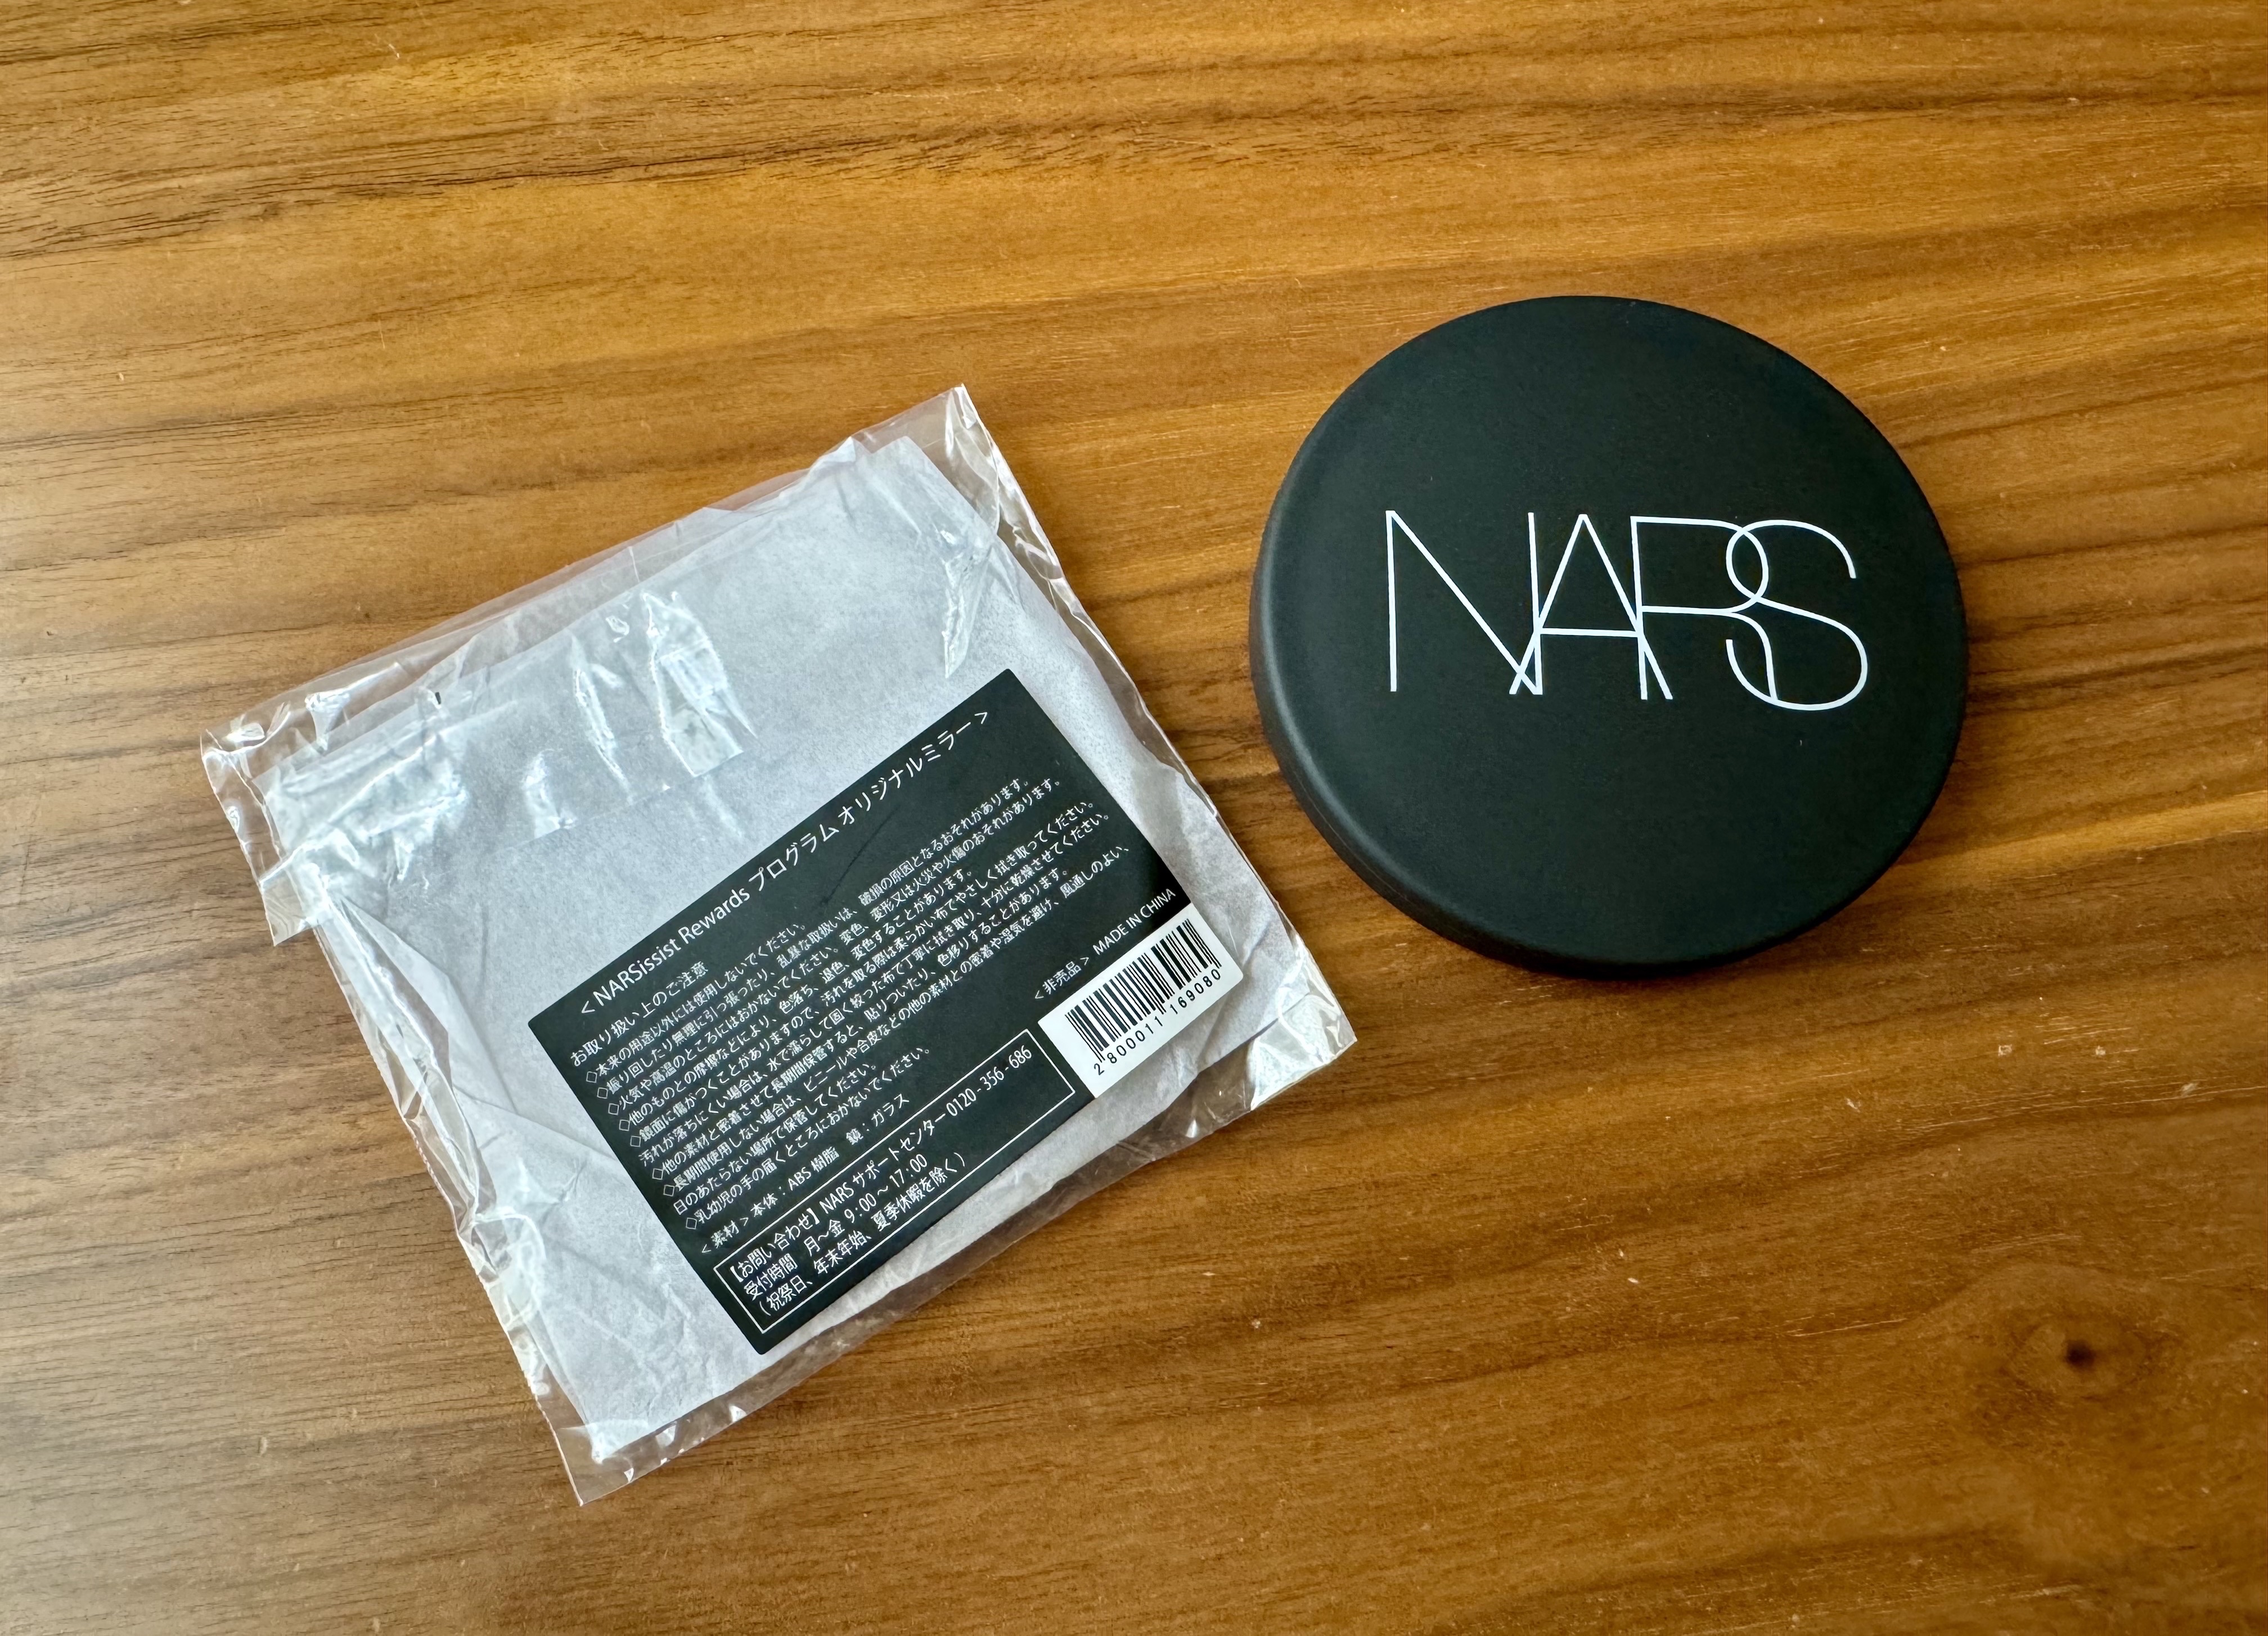 < NARSissist Rewards プログラム オリジナルミラー >
お取り扱い上のご注意
◇本来の用途以外には使用しないでください。
◇振り回したり無理に引っ張ったり、乱暴な取扱いは、破損の原因となるおそれがあります。
◇火気や高温のところにはおかないでください。変色、変形又は火災や火傷のおそれがあります。
◇他のものとの摩擦などにより、色落ち、退色、変色することがあります。
◇鏡面に傷がつくことがありますので、汚れを取る際は柔らかい布でやさしく拭き取ってください。
汚れが落ちにくい場合は、水で濡らして固く絞った布で丁寧に拭き取り、十分に乾燥させてください。
◇他の素材と密着させて長期間保管すると、貼りついたり、色移りすることがあります。
◇長期間使用しない場合は、ビニールや合皮などの他の素材との密着や湿気を避け、風通しのよい、
日のあたらない場所で保管してください。
◇乳幼児の手の届くところにおかないでください。
< 素材 > 本体 : ABS 樹脂 鏡 : ガラス
< 非売品 > MADE IN CHINA
2 800011 169080
【お問い合わせ】NARS サポートセンター 0120 - 356 - 686
受付時間 月～金 9 : 00 ～ 17 : 00
( 祝祭日、年末年始、夏季休暇を除く )
NARS